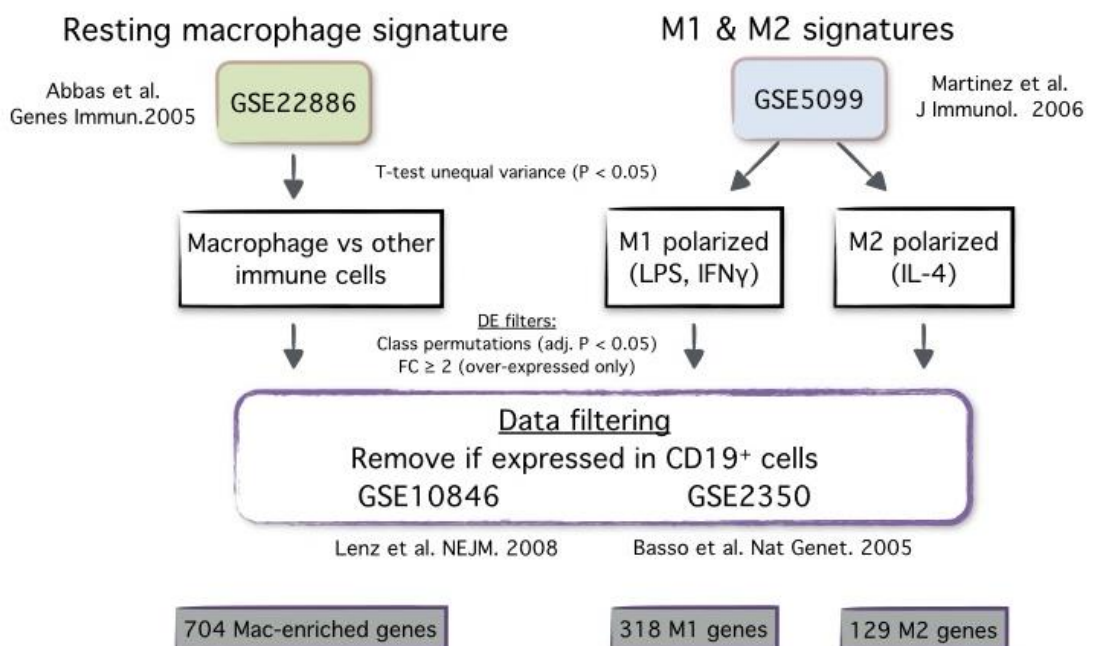 Resting macrophage signature
M1 & M2 signatures
Abbas et al.
Genes Immun.2005
GSE22886
GSE5099
Martinez et al.
J Immunol. 2006
T-test unequal variance (P < 0.05)
Macrophage vs other
immune cells
M1 polarized
(LPS, IFNγ)
M2 polarized
(IL-4)
DE filters:
Class permutations (adj. P < 0.05)
FC ≥ 2 (over-expressed only)
Data filtering
Remove if expressed in CD19⁺ cells
GSE10846
GSE2350
Lenz et al. NEJM. 2008
Basso et al. Nat Genet. 2005
704 Mac-enriched genes
318 M1 genes
129 M2 genes